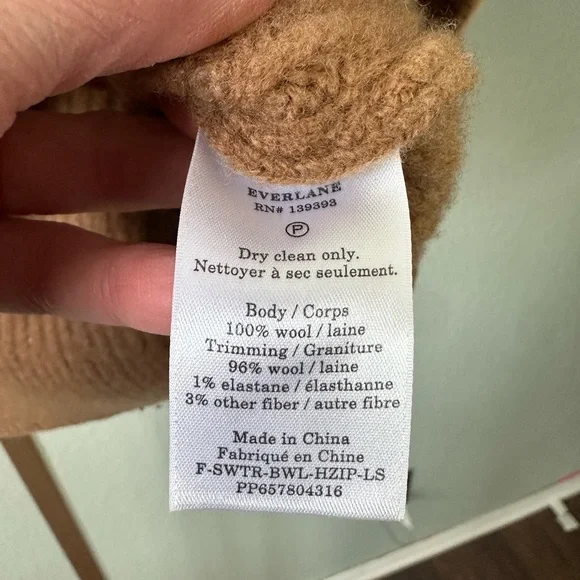 EVERLANE
RN# 139393
P
Dry clean only.
Nettoyer à sec seulement.
Body / Corps
100% wool / laine
Trimming / Graniture
96% wool / laine
1% elastane / élasthanne
3% other fiber / autre fibre
Made in China
Fabriqué en Chine
F-SWTR-BWL-HZIP-LS
PP657804316